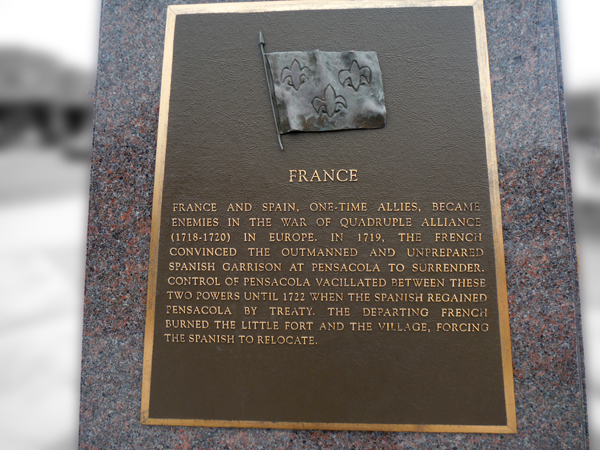 FRANCE
FRANCE AND SPAIN, ONE-TIME ALLIES, BECAME
ENEMIES IN THE WAR OF QUADRUPLE ALLIANCE
(1718-1720) IN EUROPE. IN 1719, THE FRENCH
CONVINCED THE OUTMANNED AND UNPREPARED
SPANISH GARRISON AT PENSACOLA TO SURRENDER.
CONTROL OF PENSACOLA VACILLATED BETWEEN THESE
TWO POWERS UNTIL 1722 WHEN THE SPANISH REGAINED
PENSACOLA BY TREATY. THE DEPARTING FRENCH
BURNED THE LITTLE FORT AND THE VILLAGE, FORCING
THE SPANISH TO RELOCATE.